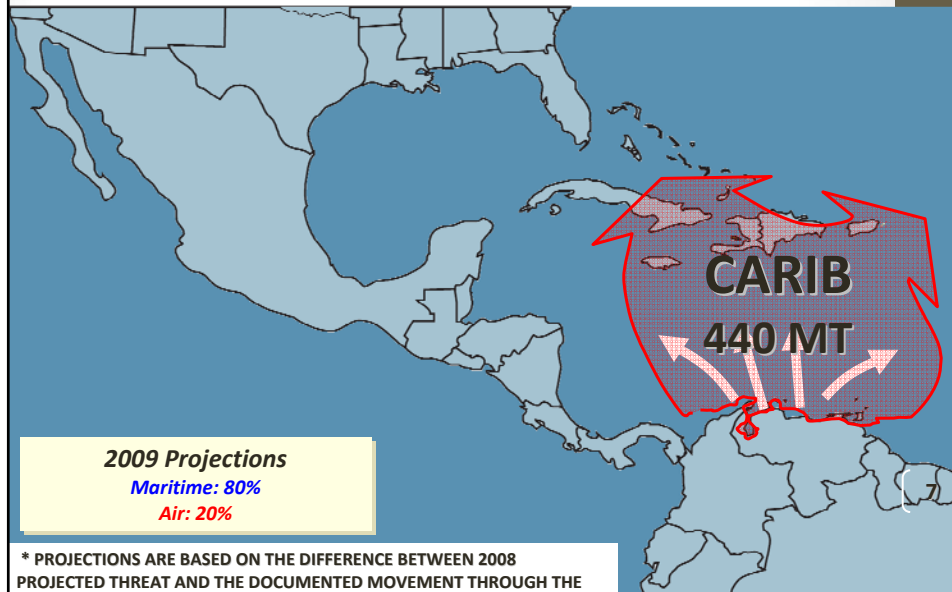 CARIB
440 MT
7
2009 Projections
Maritime: 80%
Air: 20%
* PROJECTIONS ARE BASED ON THE DIFFERENCE BETWEEN 2008
PROJECTED THREAT AND THE DOCUMENTED MOVEMENT THROUGH THE